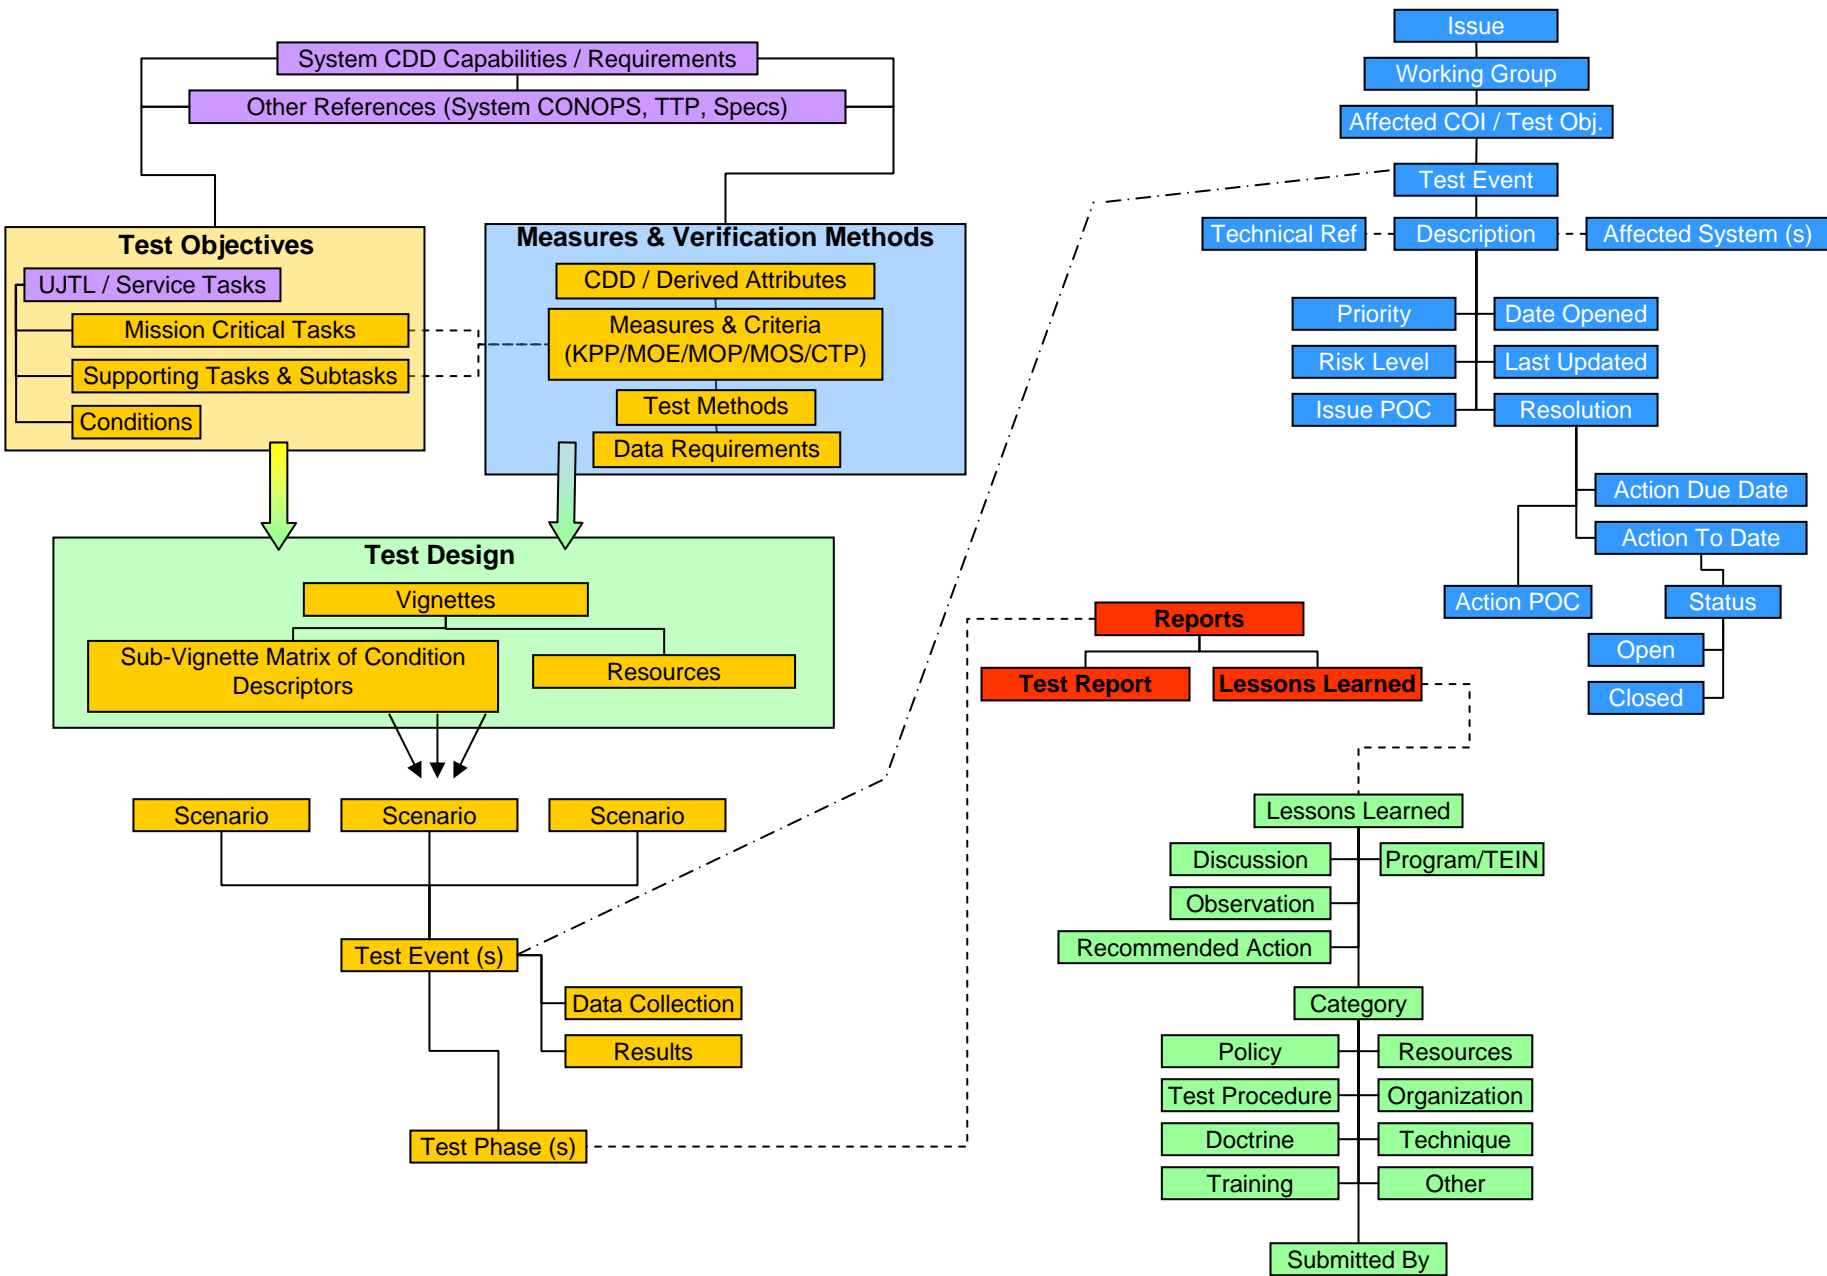 System CDD Capabilities / Requirements
Other References (System CONOPS, TTP, Specs)
Test Objectives
UJTL / Service Tasks
Mission Critical Tasks
Supporting Tasks & Subtasks
Conditions
Measures & Verification Methods
CDD / Derived Attributes
Measures & Criteria
(KPP/MOE/MOP/MOS/CTP)
Test Methods
Data Requirements
Test Design
Vignettes
Sub-Vignette Matrix of Condition
Descriptors
Resources
Scenario
Scenario
Scenario
Test Event (s)
Data Collection
Results
Test Phase (s)
Issue
Working Group
Affected COI / Test Obj.
Test Event
Technical Ref
Description
Affected System (s)
Priority
Date Opened
Risk Level
Last Updated
Issue POC
Resolution
Action Due Date
Action To Date
Action POC
Status
Open
Closed
Reports
Test Report
Lessons Learned
Lessons Learned
Discussion
Program/TEIN
Observation
Recommended Action
Category
Policy
Resources
Test Procedure
Organization
Doctrine
Technique
Training
Other
Submitted By